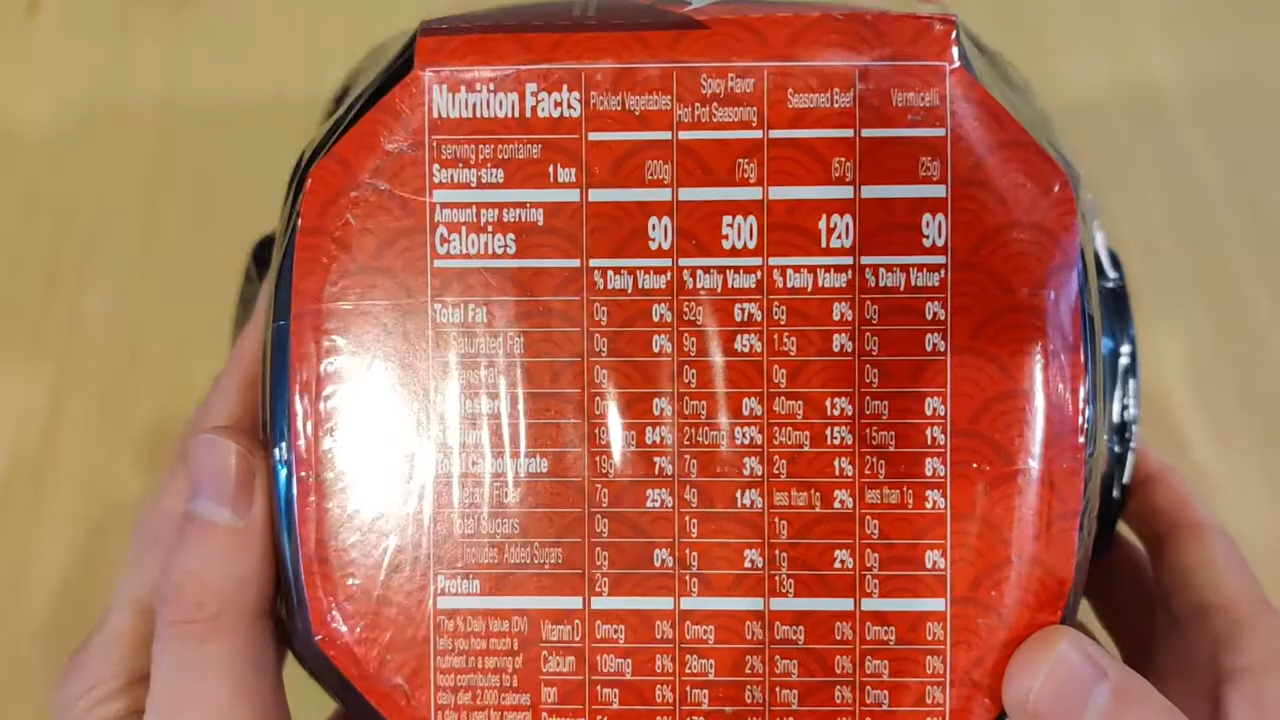 Nutrition Facts Pickled Vegetables Spicy Flavor Hot Pot Seasoning Seasoned Beef Vermicelli
1 serving per container
Serving size 1 box (200g) (75g) (57g) (25g)
Amount per serving
Calories 90 500 120 90
% Daily Value* % Daily Value* % Daily Value* % Daily Value*
Total Fat 0g 0% 52g 67% 6g 8% 0g 0%
Saturated Fat 0g 0% 9g 45% 1.5g 8% 0g 0%
0g 0g 0g 0g
0% 0mg 0% 40mg 13% 0mg 0%
84% 2140mg 93% 340mg 15% 15mg 1%
Total Carbohydrate 19g 7% 7g 3% 2g 1% 21g 8%
Fiber 7g 25% 4g 14% less than 1g 2% less than 1g 3%
Total Sugars 0g 1g 1g 0g
Includes Added Sugars 0g 0% 1g 2% 1g 2% 0g 0%
Protein 2g 1g 13g 0g
*The % Daily Value (DV)
tells you how much a
nutrient in a serving of
food contributes to a
daily diet. 2,000 calories
a day is used for general
Vitamin D 0mcg 0% 0mcg 0% 0mcg 0% 0mcg 0%
Calcium 109mg 8% 28mg 2% 3mg 0% 6mg 0%
Iron 1mg 6% 1mg 6% 1mg 6% 0mg 0%